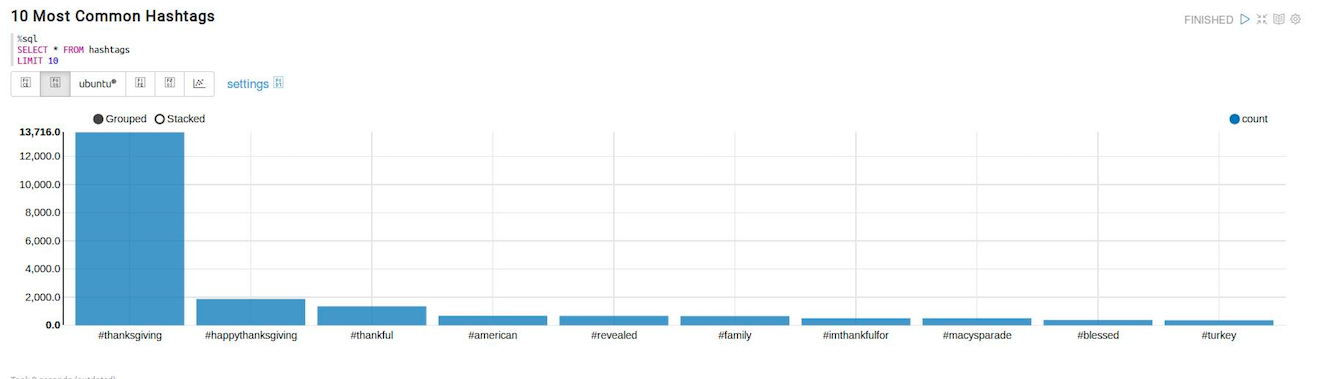 10 Most Common Hashtags
FINISHED
%sql
SELECT * FROM hashtags
LIMIT 10
ubuntu®
settings
Grouped Stacked
count
13,716.0
12,000.0
10,000.0
8,000.0
6,000.0
4,000.0
2,000.0
0.0
#thanksgiving #happythanksgiving #thankful #american #revealed #family #imthankfulfor #macysparade #blessed #turkey